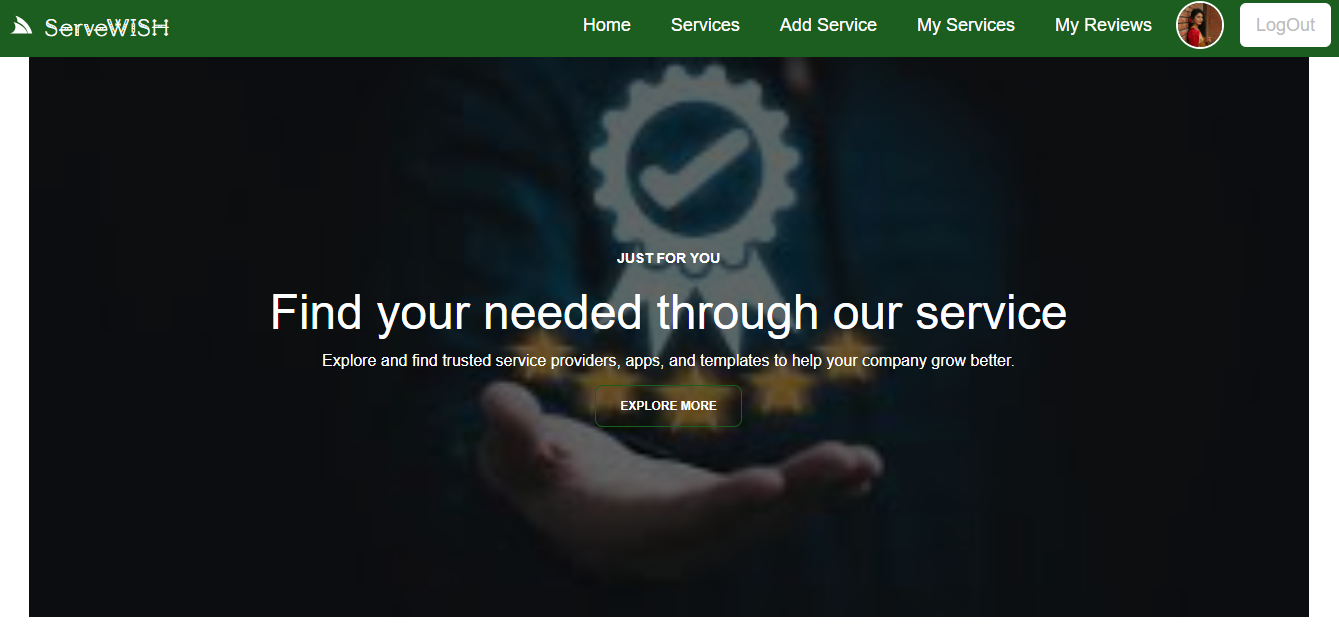 ServeWISH
Home Services Add Service My Services My Reviews LogOut
JUST FOR YOU
Find your needed through our service
Explore and find trusted service providers, apps, and templates to help your company grow better.
EXPLORE MORE